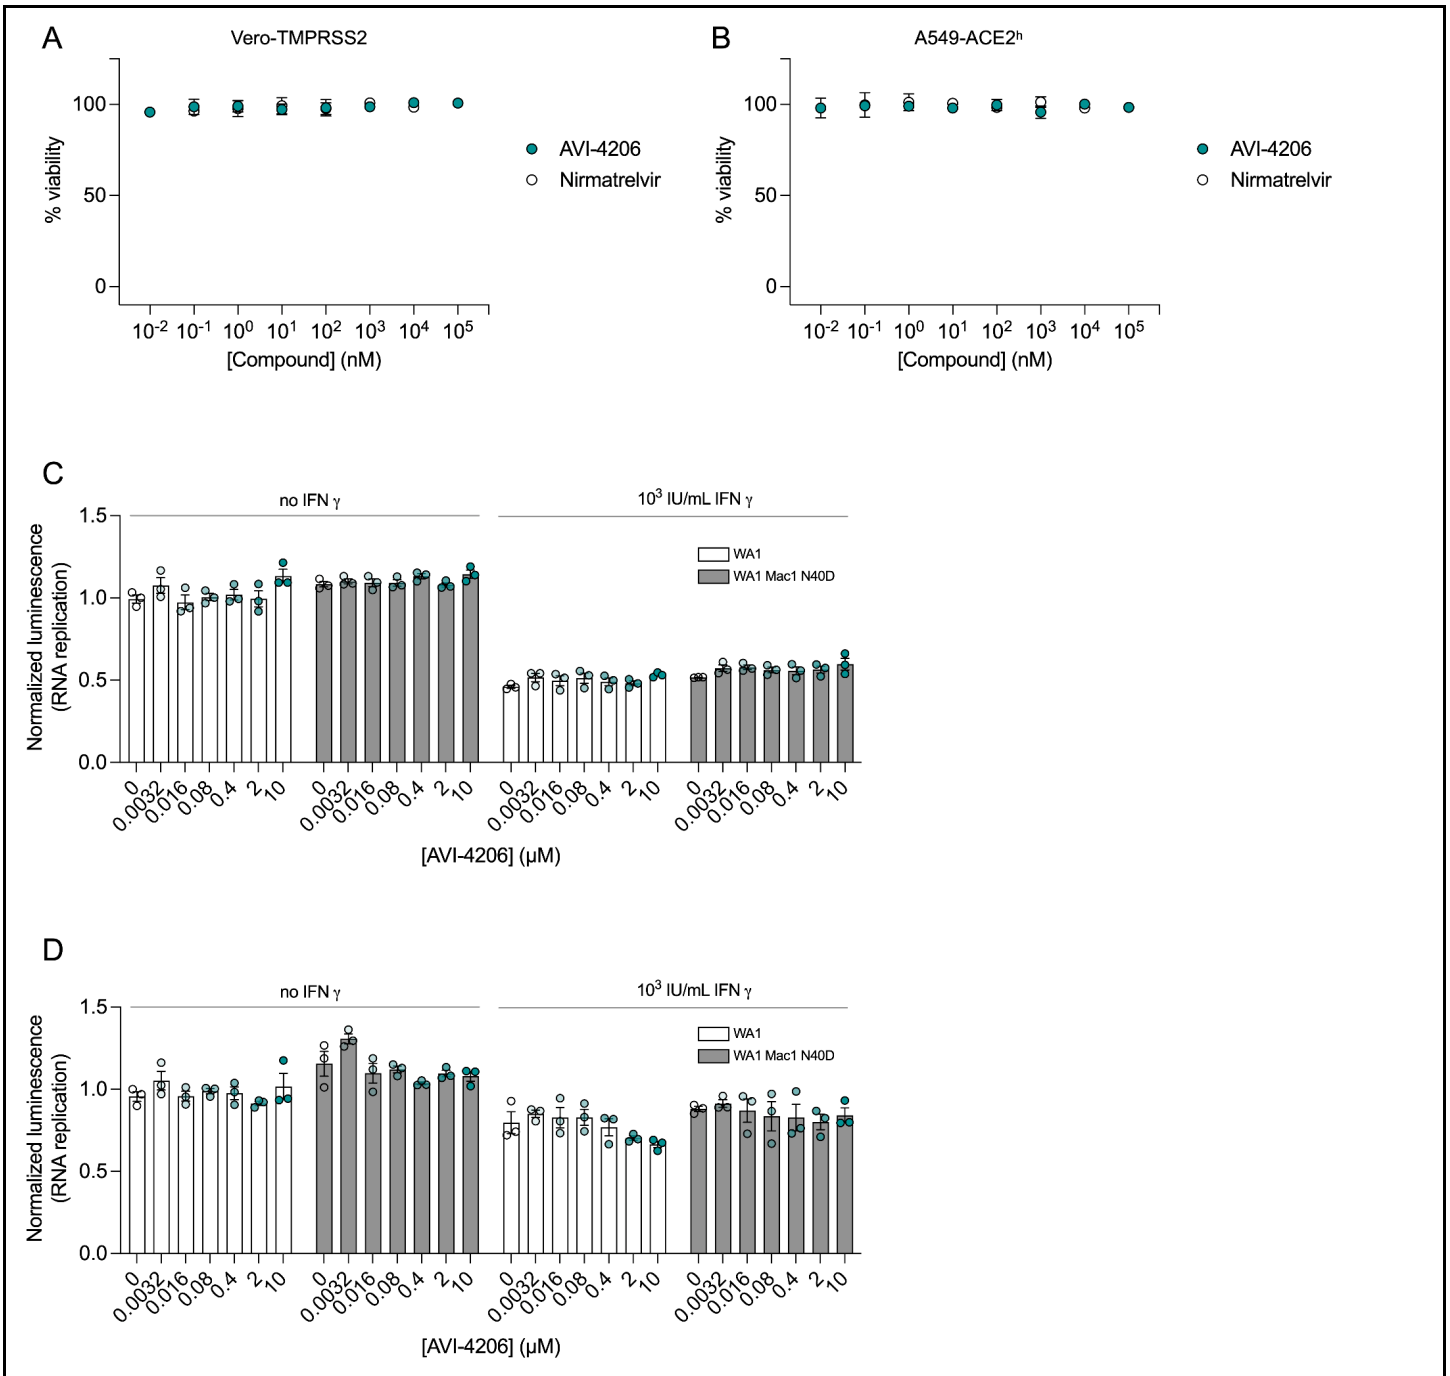 A
Vero-TMPRSS2
100
50
0
% viability
10-2 10-1 10⁰ 10¹ 10² 10³ 10⁴ 10⁵
[Compound] (nM)
AVI-4206
Nirmatrelvir
B
A549-ACE2ʰ
100
50
0
% viability
10-2 10-1 10⁰ 10¹ 10² 10³ 10⁴ 10⁵
[Compound] (nM)
AVI-4206
Nirmatrelvir
C
no IFN γ
10³ IU/mL IFN γ
WA1
WA1 Mac1 N40D
1.5
1.0
0.5
0.0
Normalized luminescence
(RNA replication)
0 0.0032 0.016 0.08 0.4 2 10 0 0.0032 0.016 0.08 0.4 2 10 0 0.0032 0.016 0.08 0.4 2 10 0 0.0032 0.016 0.08 0.4 2 10
[AVI-4206] (µM)
D
no IFN γ
10³ IU/mL IFN γ
WA1
WA1 Mac1 N40D
1.5
1.0
0.5
0.0
Normalized luminescence
(RNA replication)
0 0.0032 0.016 0.08 0.4 2 10 0 0.0032 0.016 0.08 0.4 2 10 0 0.0032 0.016 0.08 0.4 2 10 0 0.0032 0.016 0.08 0.4 2 10
[AVI-4206] (µM)